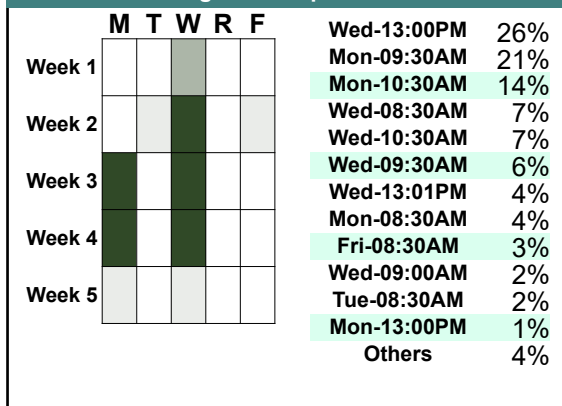 M T W R F
Week 1
Week 2
Week 3
Week 4
Week 5
Wed-13:00PM 26%
Mon-09:30AM 21%
Mon-10:30AM 14%
Wed-08:30AM 7%
Wed-10:30AM 7%
Wed-09:30AM 6%
Wed-13:01PM 4%
Mon-08:30AM 4%
Fri-08:30AM 3%
Wed-09:00AM 2%
Tue-08:30AM 2%
Mon-13:00PM 1%
Others 4%